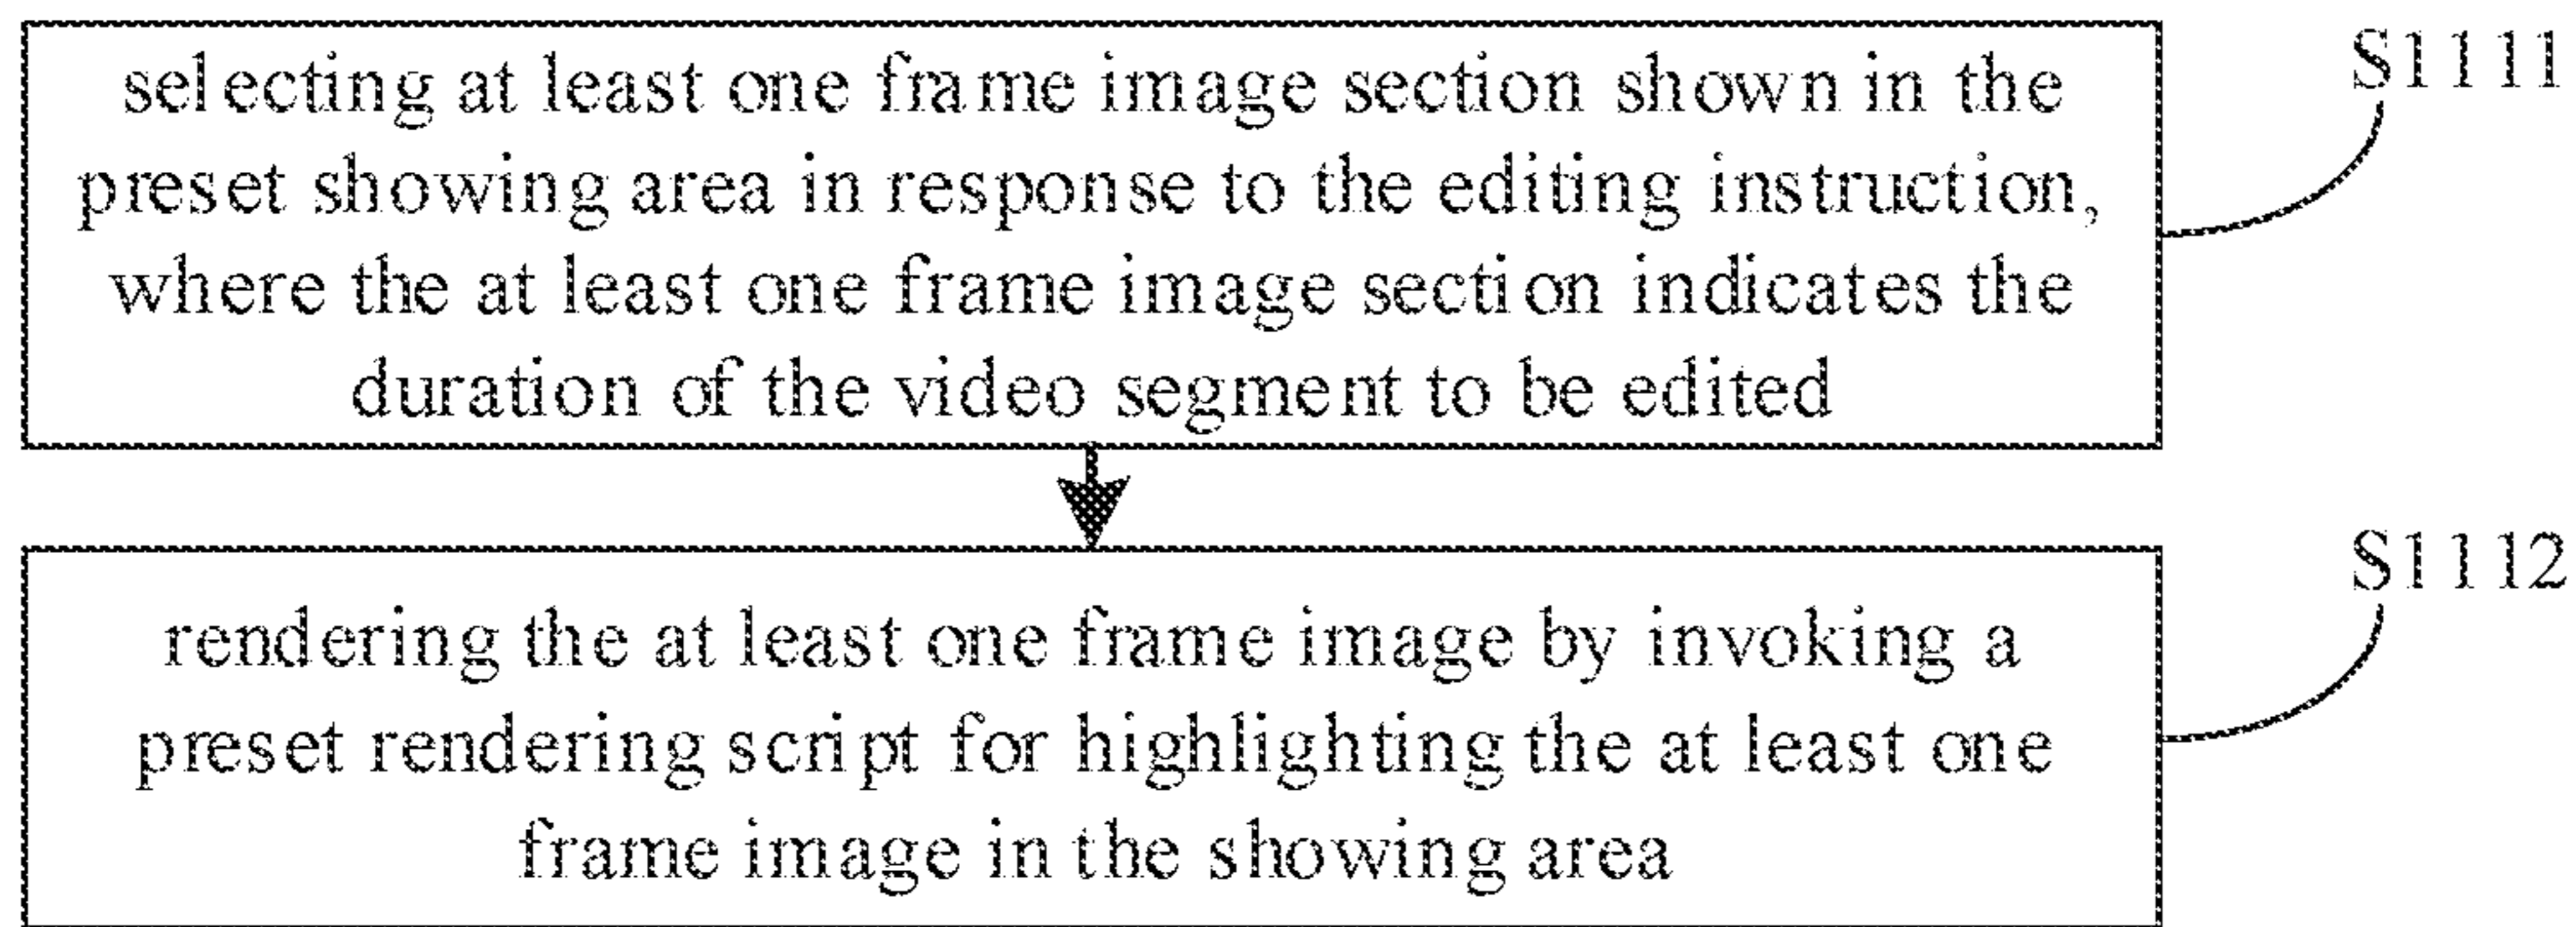 selecting at least one frame image section shown in the
preset showing area in response to the editing instruction,
where the at least one frame image section indicates the
duration of the video segment to be edited
S1111
rendering the at least one frame image by invoking a
preset rendering script for highlighting the at least one
frame image in the showing area
S1112